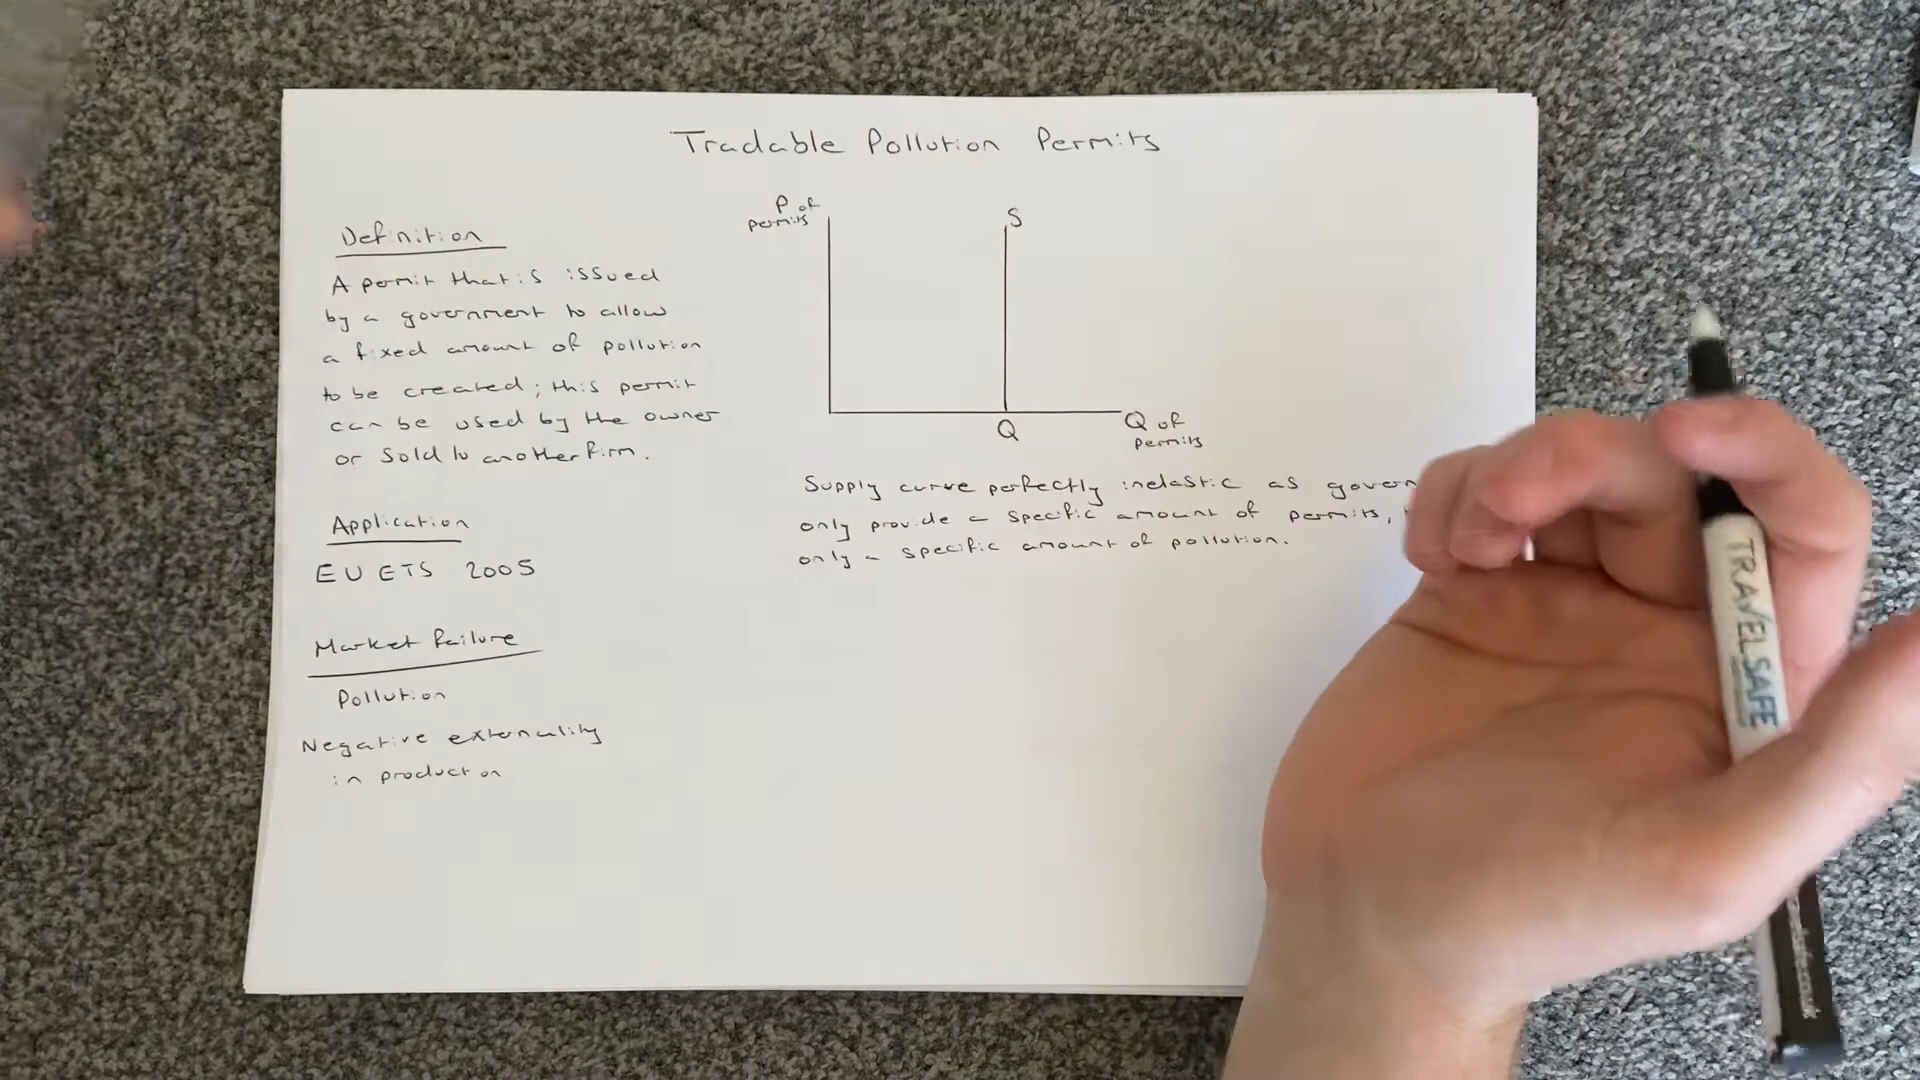 Tradable Pollution Permits
Definition
A permit that is issued
by a government to allow
a fixed amount of pollution
to be created; this permit
can be used by the owner
or sold to another firm.
Application
EU ETS 2005
Market failure
Pollution
Negative externality
in production
P of
permits
S
Q
Q of
permits
Supply curve perfectly inelastic as govern
only provide a specific amount of permits,
only a specific amount of pollution.
TRAVELSAFE